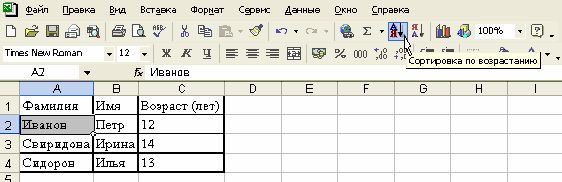 Файл Правка Вид Вставка Формат Сервис Данные Окно Справка
Σ А Я Я А 100% ?
Times New Roman 12 Ж К Ч % 000
Сортировка по возрастанию
A2 fx Иванов
A B C D E F G H I
1 Фамилия Имя Возраст (лет)
2 Иванов Петр 12
3 Свиридова Ирина 14
4 Сидоров Илья 13
5